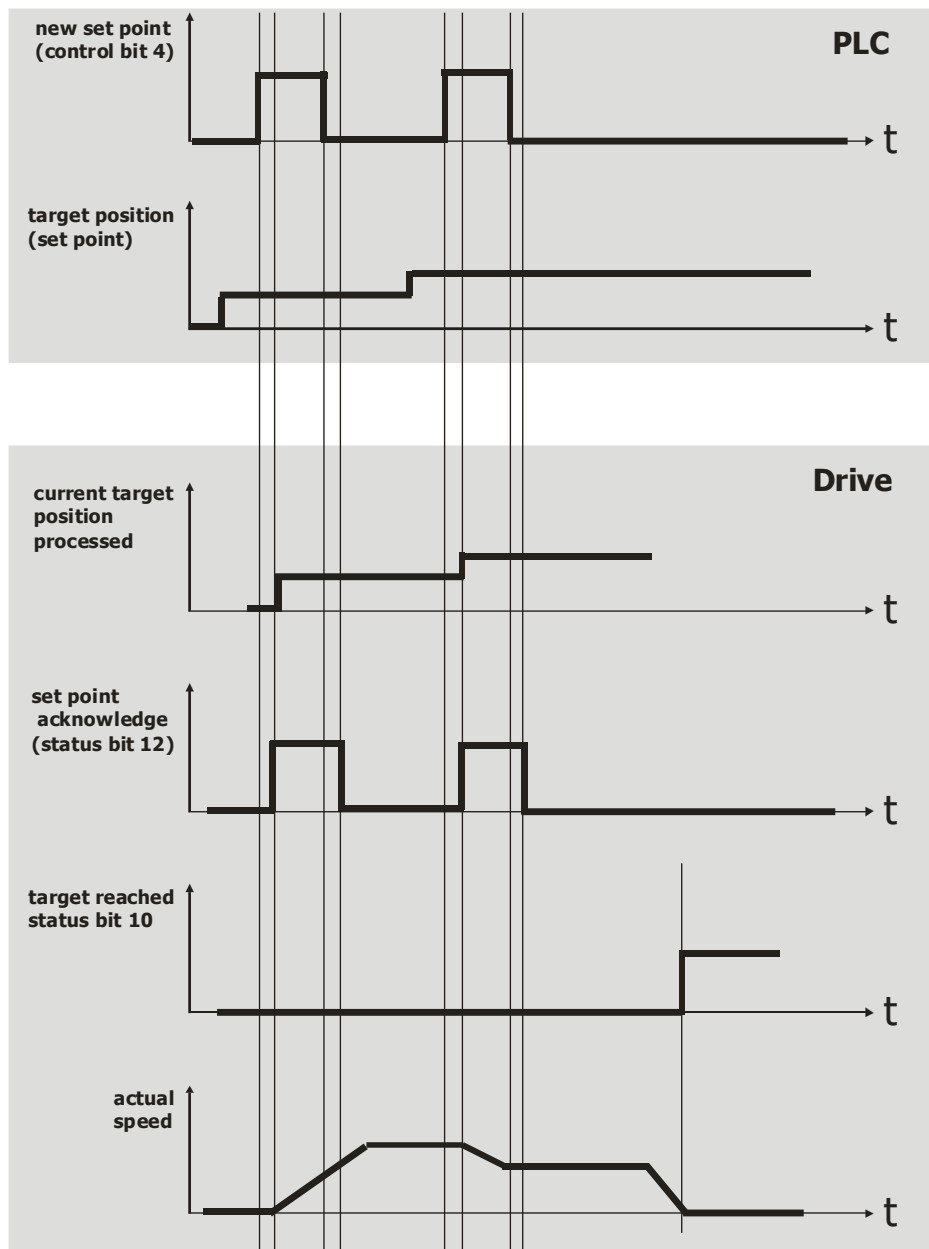 new set point
(control bit 4)
PLC
t
target position
(set point)
t
Drive
current target
position
processed
t
set point
acknowledge
(status bit 12)
t
target reached
status bit 10
t
actual
speed
t